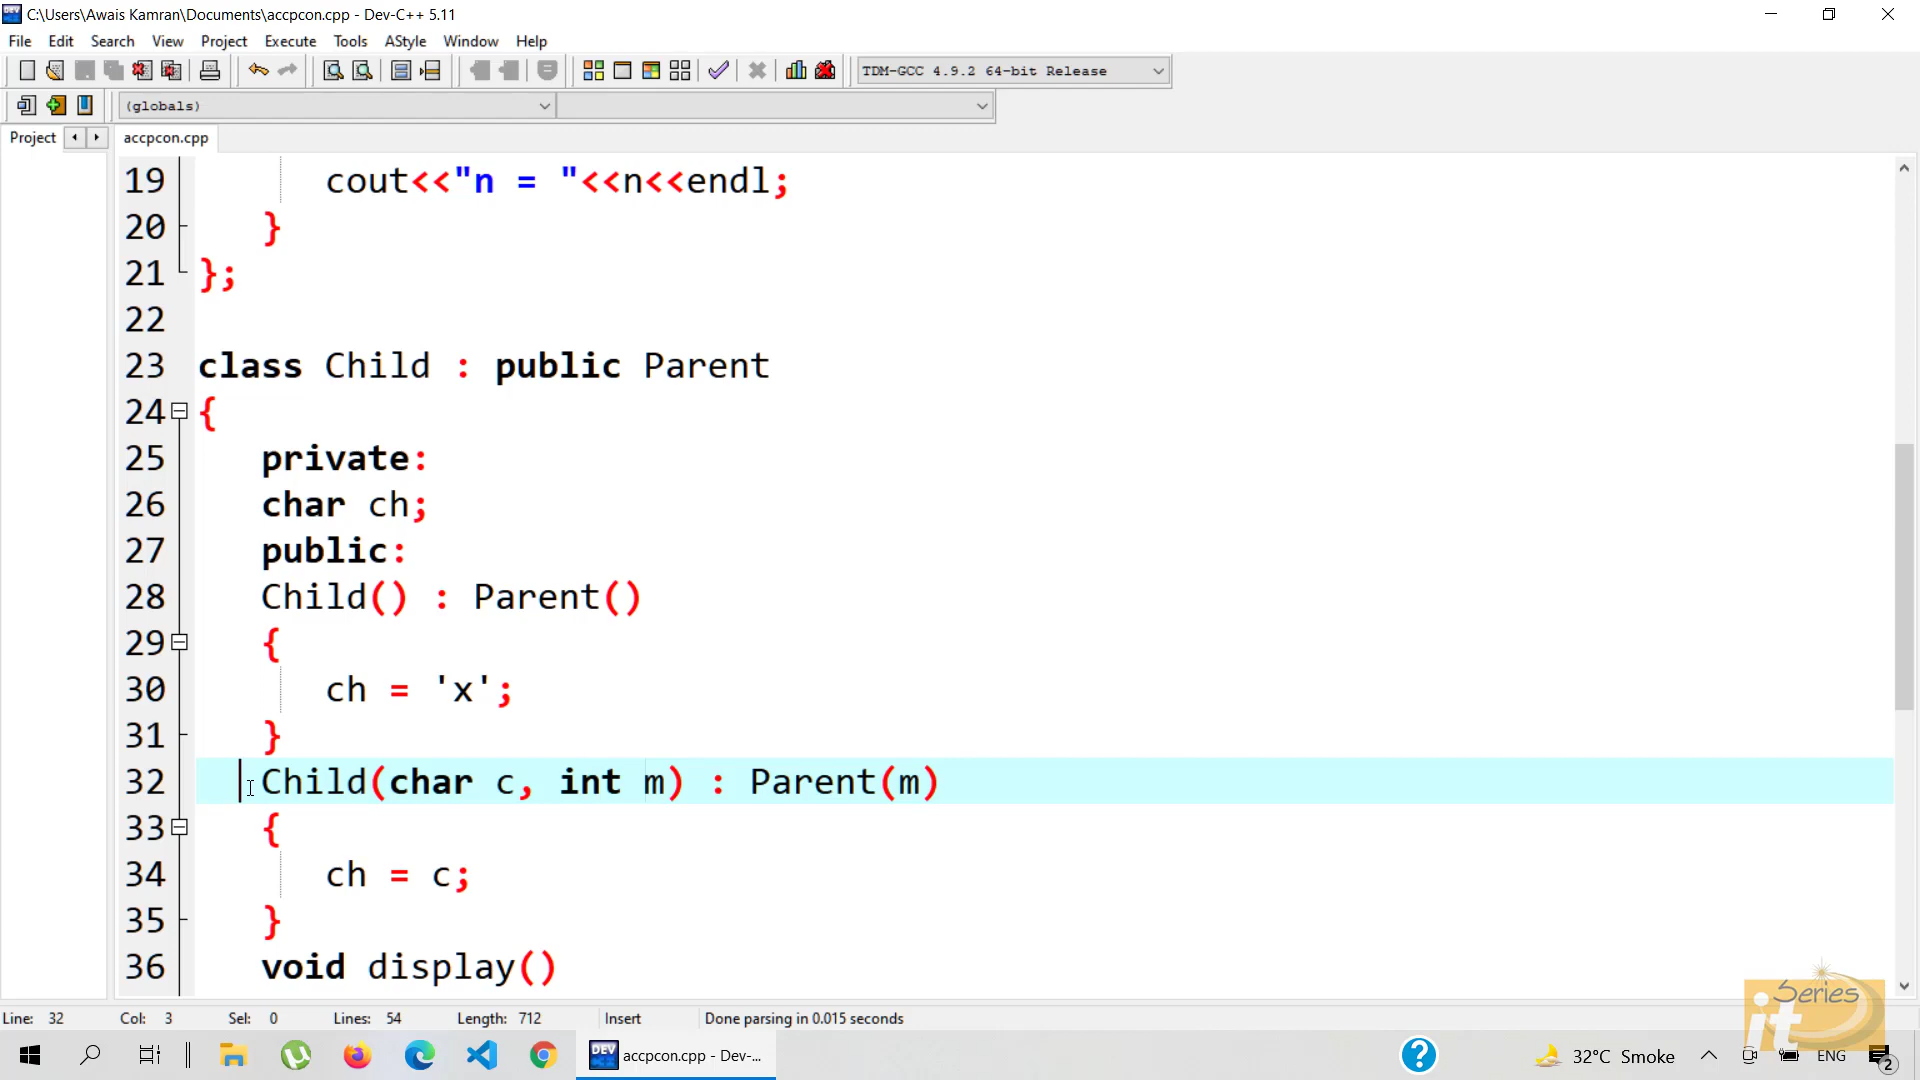 C:\Users\Awais Kamran\Documents\accpcon.cpp - Dev-C++ 5.11
File Edit Search View Project Execute Tools AStyle Window Help
TDM-GCC 4.9.2 64-bit Release
(globals)
Project accpcon.cpp
19 cout<<"n = "<<n<<endl;
20 }
21 };
22
23 class Child : public Parent
24 {
25 private:
26 char ch;
27 public:
28 Child() : Parent()
29 {
30 ch = 'x';
31 }
32 Child(char c, int m) : Parent(m)
33 {
34 ch = c;
35 }
36 void display()
Line: 32 Col: 3 Sel: 0 Lines: 54 Length: 712 Insert Done parsing in 0.015 seconds
it Series
DEV accpcon.cpp - Dev-... 32°C Smoke ENG 2